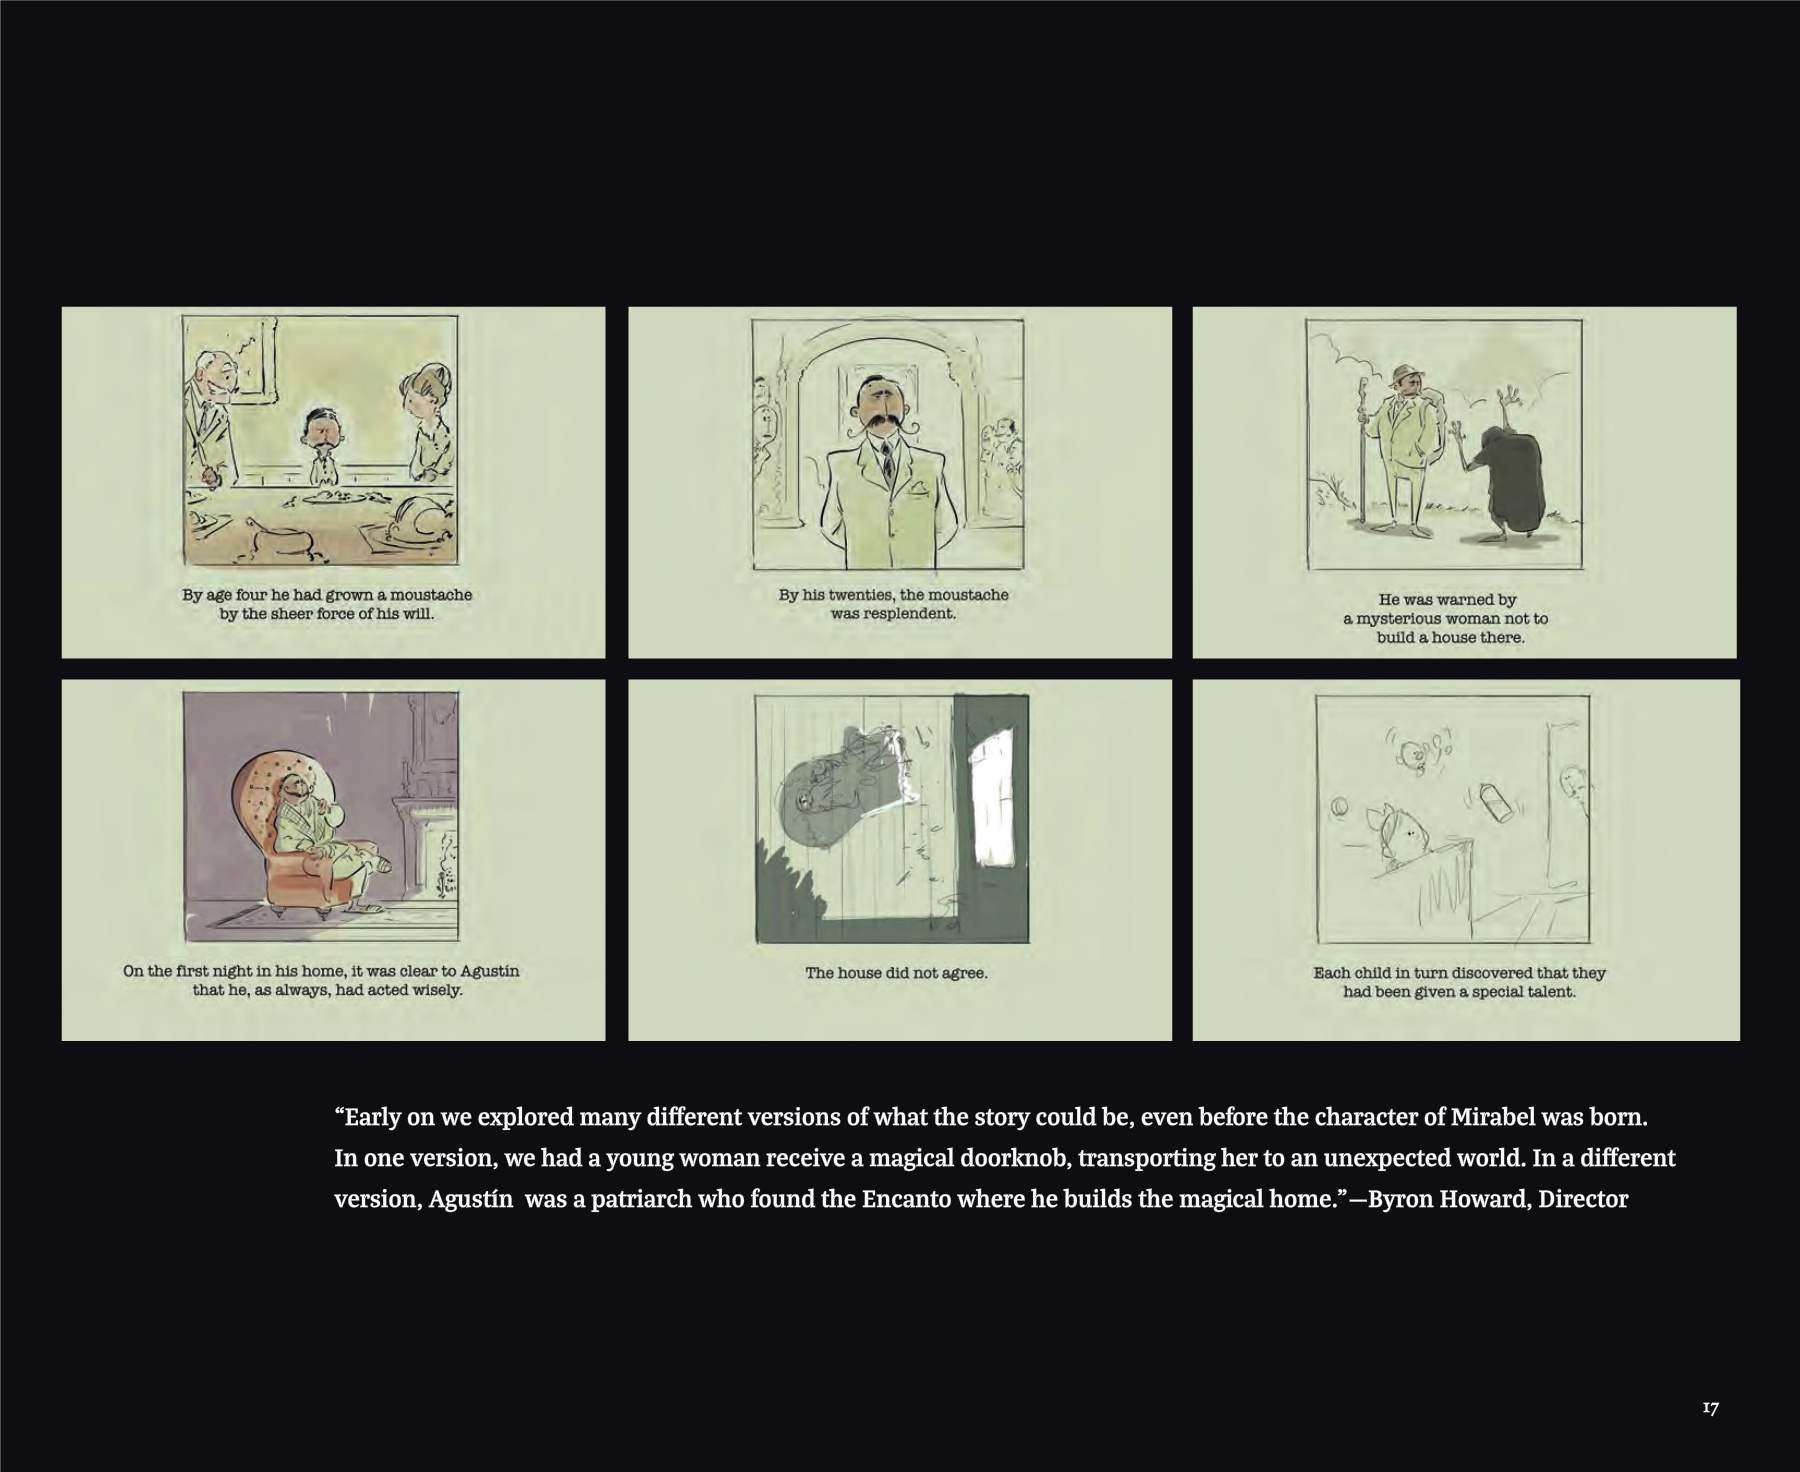 By age four he had grown a moustache
by the sheer force of his will.
By his twenties, the moustache
was resplendent.
He was warned by
a mysterious woman not to
build a house there.
On the first night in his home, it was clear to Agustín
that he, as always, had acted wisely.
The house did not agree.
Each child in turn discovered that they
had been given a special talent.
“Early on we explored many different versions of what the story could be, even before the character of Mirabel was born.
In one version, we had a young woman receive a magical doorknob, transporting her to an unexpected world. In a different
version, Agustín was a patriarch who found the Encanto where he builds the magical home.”—Byron Howard, Director
17